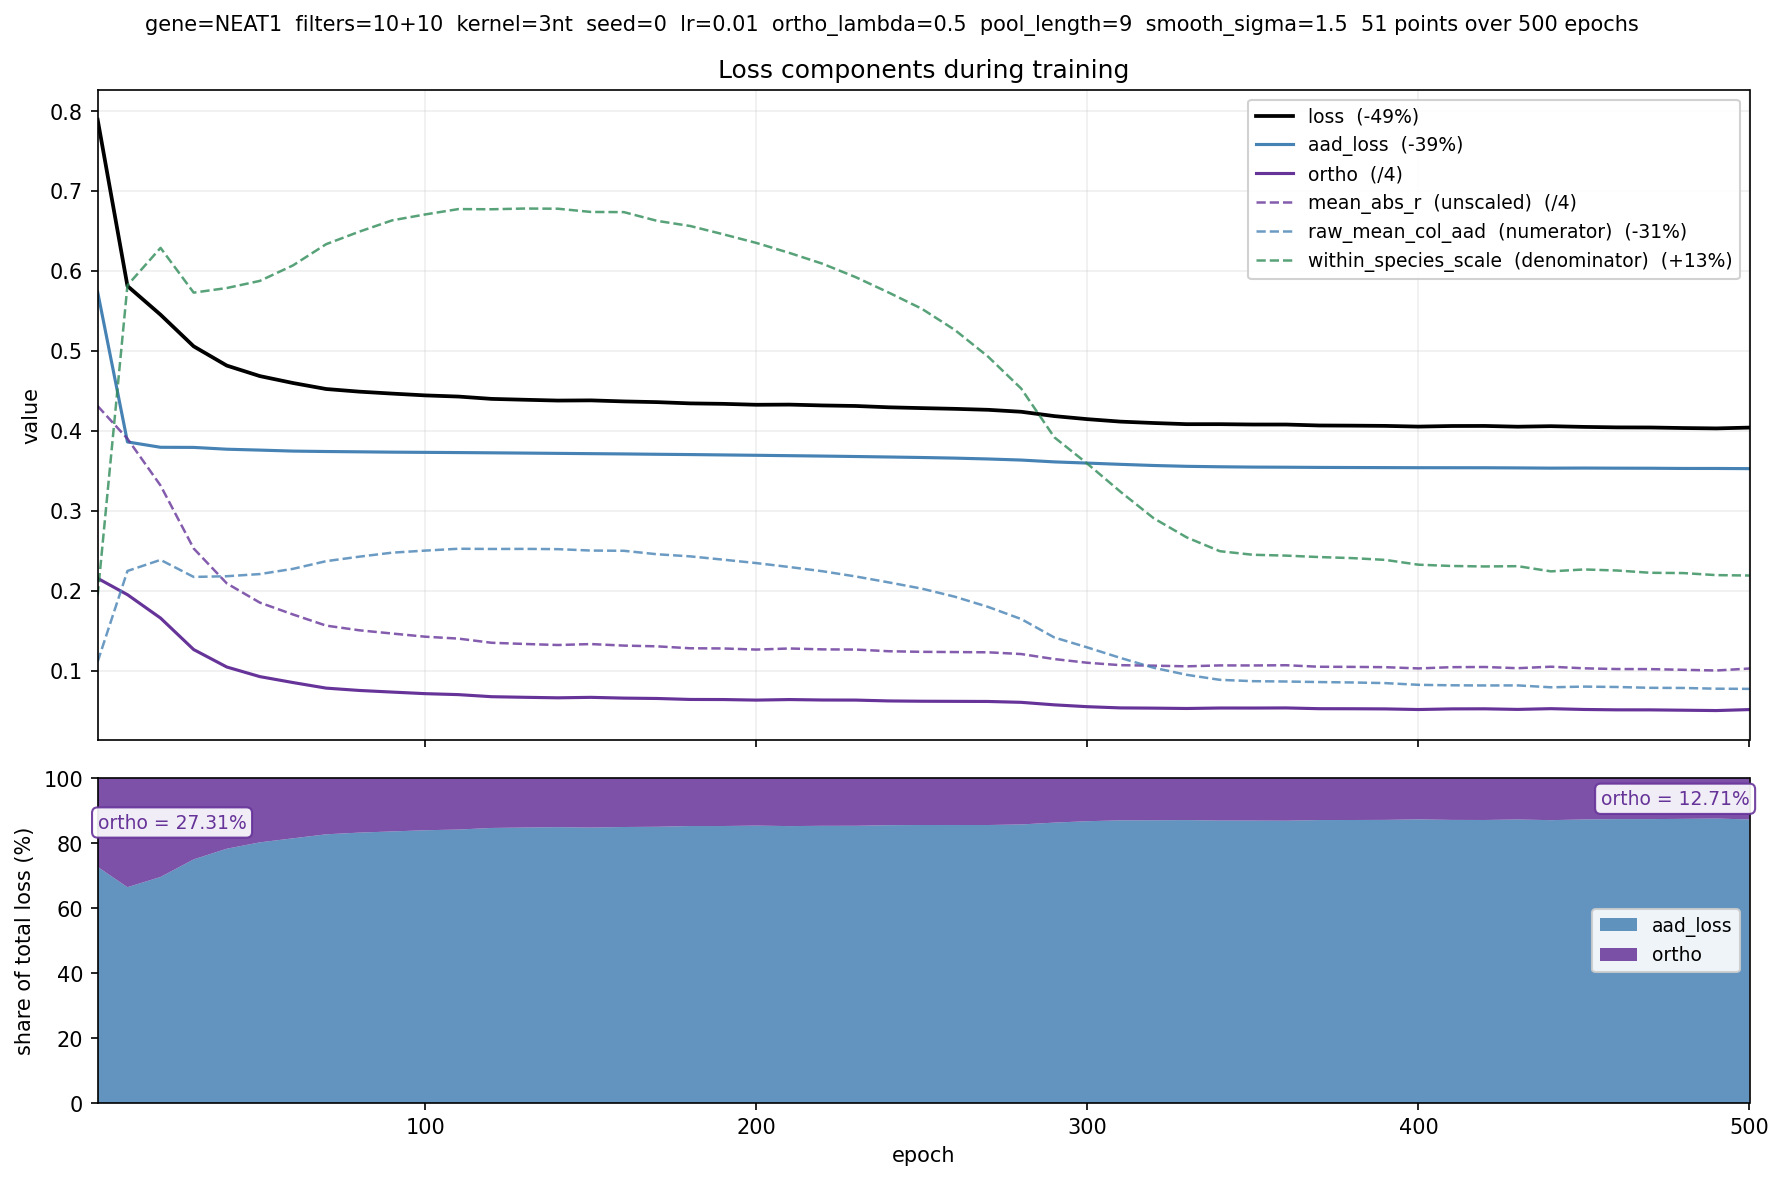 gene=NEAT1  filters=10+10  kernel=3nt  seed=0  lr=0.01  ortho_lambda=0.5  pool_length=9  smooth_sigma=1.5  51 points over 500 epochs
Loss components during training
0.8
0.7
0.6
0.5
0.4
0.3
0.2
0.1
value
loss  (-49%)
aad_loss  (-39%)
ortho  (/4)
mean_abs_r  (unscaled)  (/4)
raw_mean_col_aad  (numerator)  (-31%)
within_species_scale  (denominator)  (+13%)
100
80
60
40
20
0
share of total loss (%)
ortho = 27.31%
ortho = 12.71%
aad_loss
ortho
100
200
300
400
500
epoch